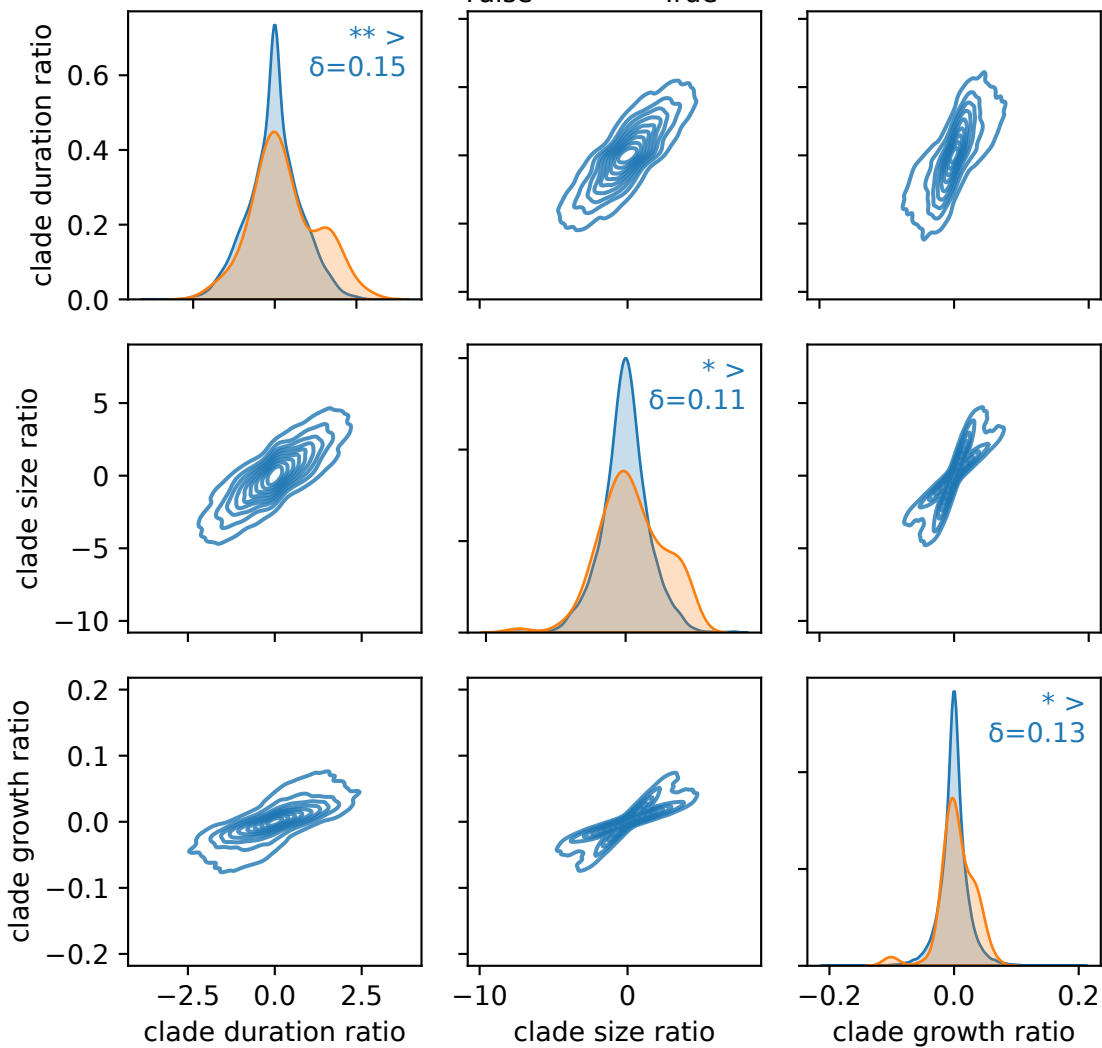 True
clade duration ratio
0.6
0.4
0.2
0.0
** >
δ=0.15
clade size ratio
5
0
−5
−10
* >
δ=0.11
clade growth ratio
0.2
0.1
0.0
−0.1
−0.2
* >
δ=0.13
−2.5 0.0 2.5
−10 0
−0.2 0.0 0.2
clade duration ratio
clade size ratio
clade growth ratio